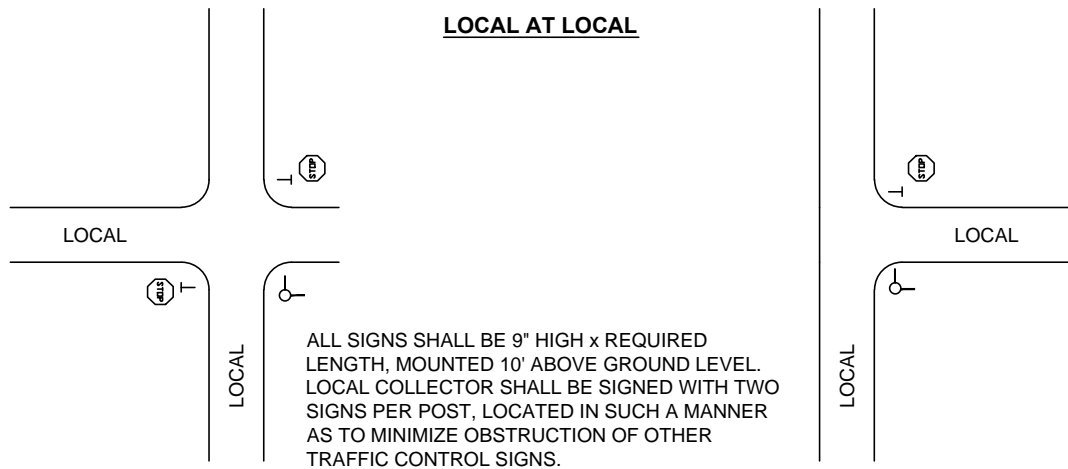 LOCAL AT LOCAL
STOP
STOP
LOCAL
LOCAL
STOP
ALL SIGNS SHALL BE 9" HIGH x REQUIRED
LENGTH, MOUNTED 10' ABOVE GROUND LEVEL.
LOCAL COLLECTOR SHALL BE SIGNED WITH TWO
SIGNS PER POST, LOCATED IN SUCH A MANNER
AS TO MINIMIZE OBSTRUCTION OF OTHER
TRAFFIC CONTROL SIGNS.
LOCAL
LOCAL